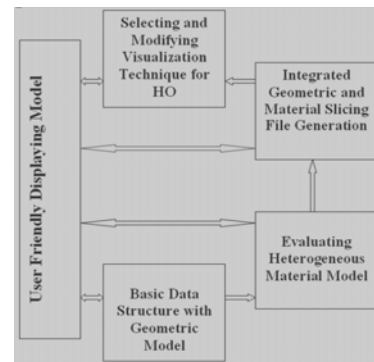 User Friendly Displaying Model
Selecting and
Modifying
Visualization
Technique for
HO
Integrated
Geometric and
Material Slicing
File Generation
Evaluating
Heterogeneous
Material Model
Basic Data
Structure with
Geometric
Model